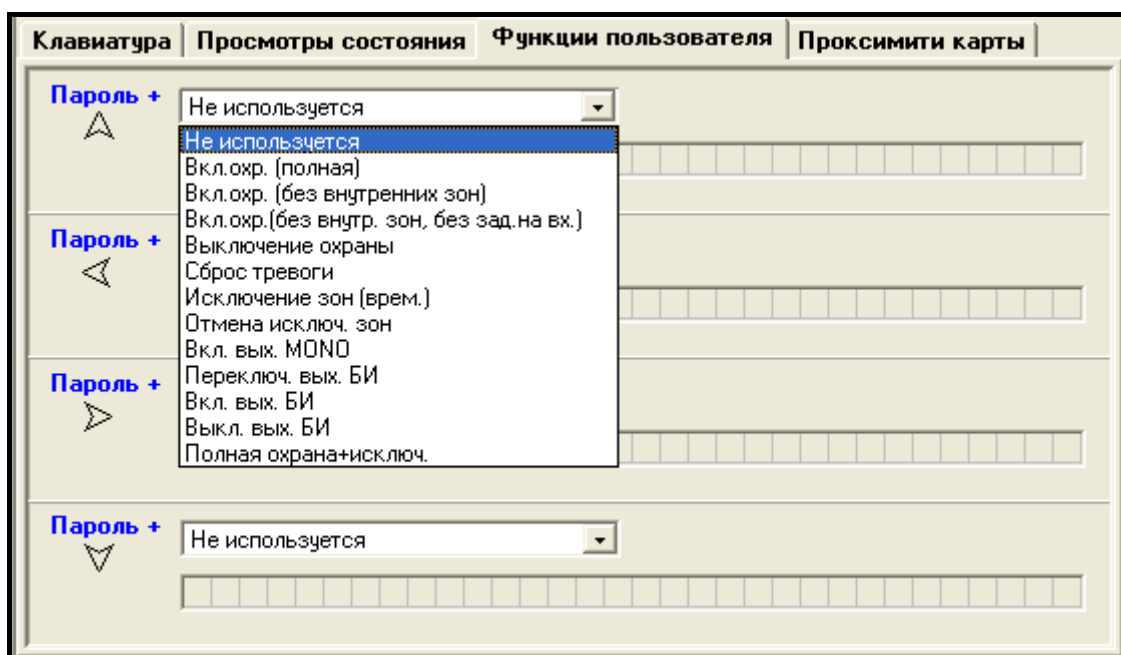 Клавиатура Просмотры состояния Функции пользователя Проксимити карты
Пароль + Не используется
Не используется
Вкл.охр. (полная)
Вкл.охр. (без внутренних зон)
Вкл.охр.(без внутр. зон, без зад.на вх.)
Пароль +
Выключение охраны
Сброс тревоги
Исключение зон (врем.)
Отмена исключ. зон
Вкл. вых. MONO
Пароль +
Переключ. вых. БИ
Вкл. вых. БИ
Выкл. вых. БИ
Полная охрана+исключ.
Пароль + Не используется